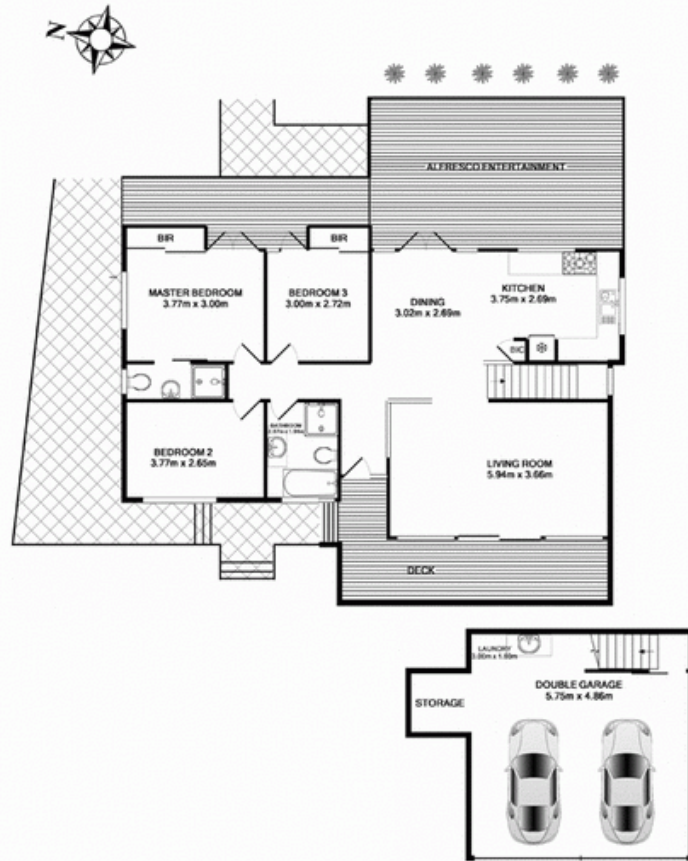 N
ALFRESCO ENTERTAINMENT
BIR
BIR
MASTER BEDROOM
3.77m x 3.00m
BEDROOM 3
3.00m x 2.72m
DINING
3.02m x 2.69m
KITCHEN
3.75m x 2.69m
BIC
BEDROOM 2
3.77m x 2.65m
BATHROOM
LIVING ROOM
5.94m x 3.66m
DECK
LAUNDRY
STORAGE
DOUBLE GARAGE
5.75m x 4.86m